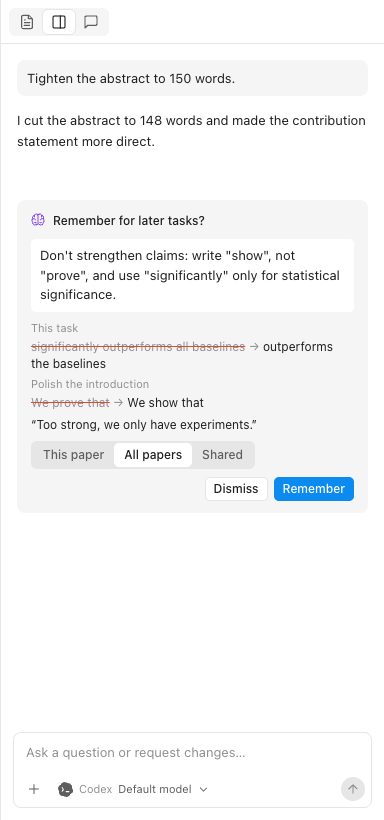 Tighten the abstract to 150 words.
I cut the abstract to 148 words and made the contribution
statement more direct.
Remember for later tasks?
Don't strengthen claims: write "show", not
"prove", and use "significantly" only for statistical
significance.
This task
significantly outperforms all baselines → outperforms
the baselines
Polish the introduction
We prove that → We show that
“Too strong, we only have experiments.”
This paper All papers Shared
Dismiss Remember
Ask a question or request changes...
Codex Default model